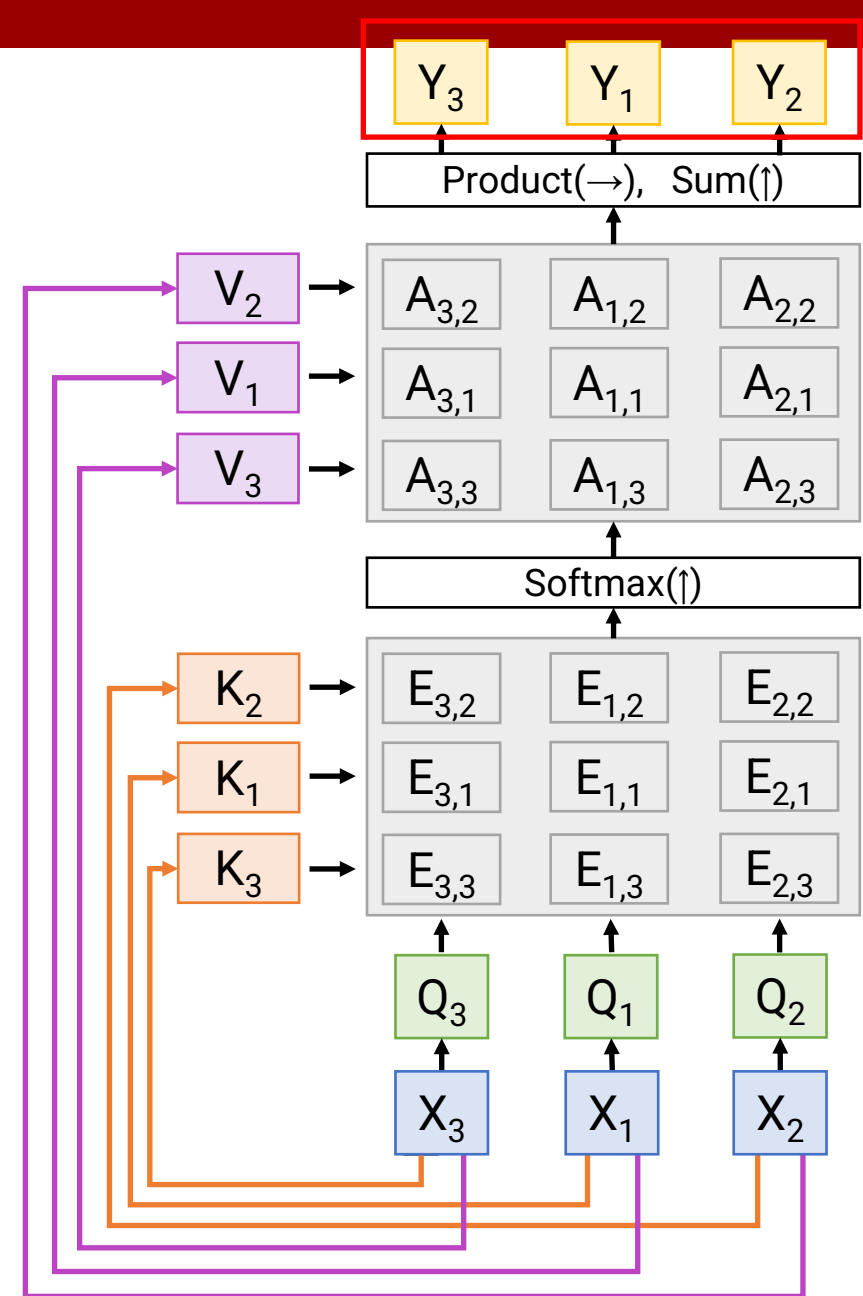 Y₃ Y₁ Y₂
Product(→), Sum(↑)
V₂ A₃,₂ A₁,₂ A₂,₂
V₁ A₃,₁ A₁,₁ A₂,₁
V₃ A₃,₃ A₁,₃ A₂,₃
Softmax(↑)
K₂ E₃,₂ E₁,₂ E₂,₂
K₁ E₃,₁ E₁,₁ E₂,₁
K₃ E₃,₃ E₁,₃ E₂,₃
Q₃ Q₁ Q₂
X₃ X₁ X₂